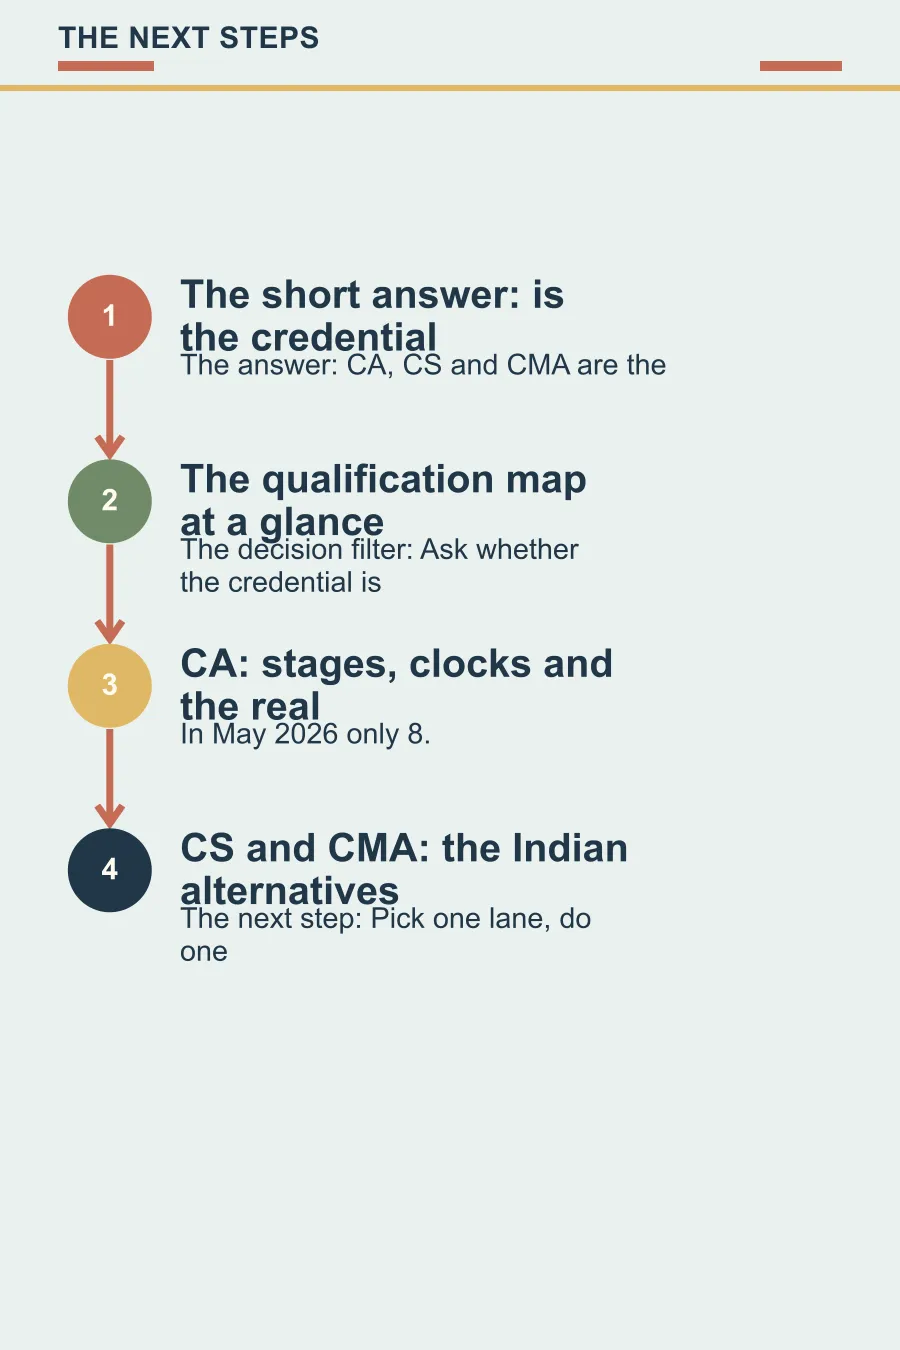 THE NEXT STEPS
1
The short answer: is
the credential
The answer: CA, CS and CMA are the
2
The qualification map
at a glance
The decision filter: Ask whether
the credential is
3
CA: stages, clocks and
the real
In May 2026 only 8.
4
CS and CMA: the Indian
alternatives
The next step: Pick one lane, do
one